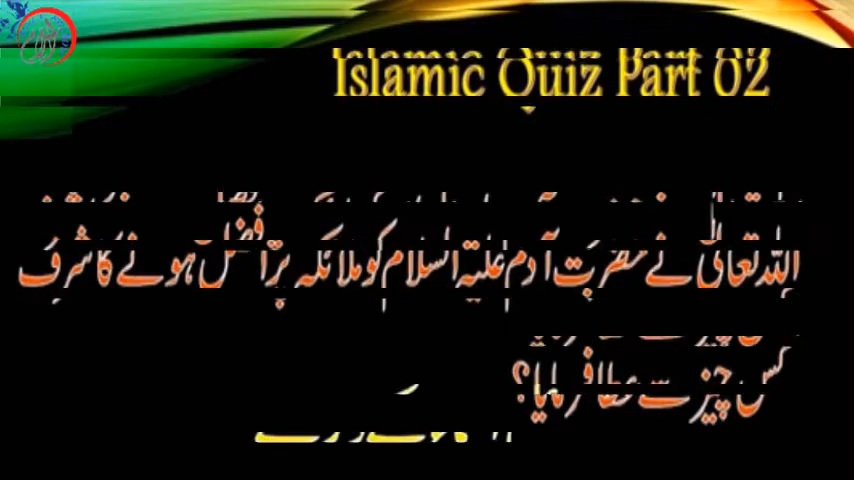 Islamic Quiz Part 02
اللہ تعالیٰ نے حضرت آدم علیہ السلام کو ملائکہ پر افضل ہونے کا شرف
کس چیز سے عطا فرمایا؟